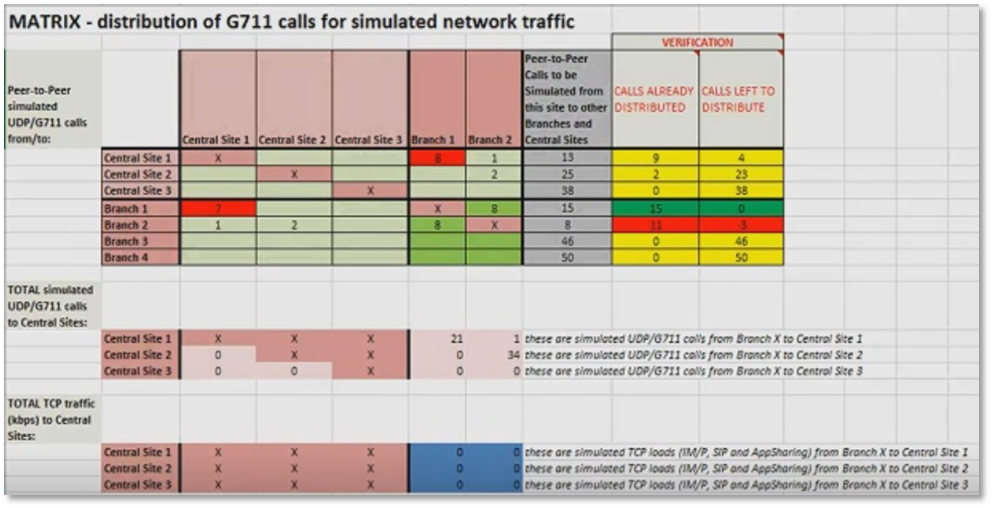 MATRIX - distribution of G711 calls for simulated network traffic
VERIFICATION
Peer-to-Peer simulated UDP/G711 calls from/to:
Central Site 1 Central Site 2 Central Site 3 Branch 1 Branch 2
Peer-to-Peer Calls to be Simulated from this site to other Branches and Central Sites
CALLS ALREADY DISTRIBUTED
CALLS LEFT TO DISTRIBUTE
Central Site 1 X 1 13 9 4
Central Site 2 X 2 25 2 23
Central Site 3 X 38 0 38
Branch 1 7 X 8 15 15 0
Branch 2 1 2 8 X 8 11 -3
Branch 3 46 0 46
Branch 4 50 0 50
TOTAL simulated UDP/G711 calls to Central Sites:
Central Site 1 X X X 21 1 these are simulated UDP/G711 calls from Branch X to Central Site 1
Central Site 2 0 X X 0 34 these are simulated UDP/G711 calls from Branch X to Central Site 2
Central Site 3 0 0 X 0 0 these are simulated UDP/G711 calls from Branch X to Central Site 3
TOTAL TCP traffic (kbps) to Central Sites:
Central Site 1 X X X 0 0 these are simulated TCP loads (IM/P, SIP and AppSharing) from Branch X to Central Site 1
Central Site 2 X X X 0 0 these are simulated TCP loads (IM/P, SIP and AppSharing) from Branch X to Central Site 2
Central Site 3 X X X 0 0 these are simulated TCP loads (IM/P, SIP and AppSharing) from Branch X to Central Site 3